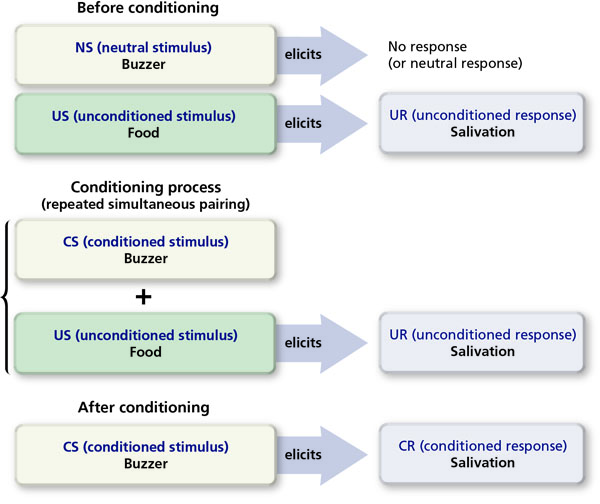 Before conditioning
NS (neutral stimulus)
Buzzer
elicits
No response
(or neutral response)
US (unconditioned stimulus)
Food
elicits
UR (unconditioned response)
Salivation
Conditioning process
(repeated simultaneous pairing)
CS (conditioned stimulus)
Buzzer
+
US (unconditioned stimulus)
Food
elicits
UR (unconditioned response)
Salivation
After conditioning
CS (conditioned stimulus)
Buzzer
elicits
CR (conditioned response)
Salivation